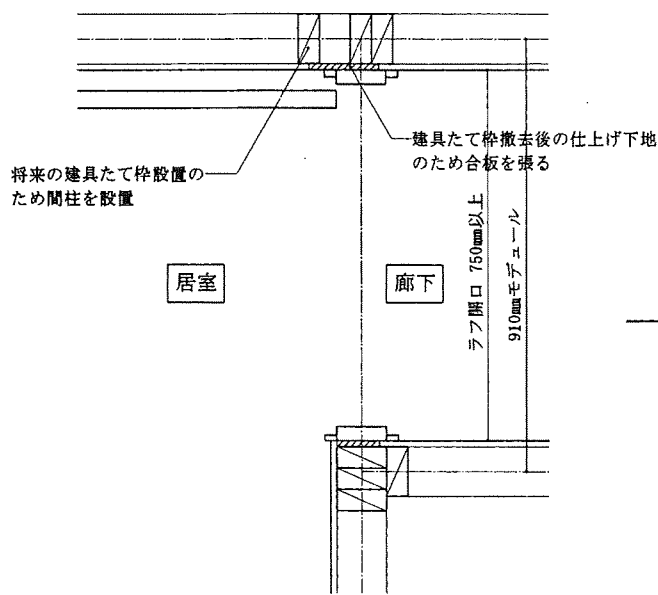 建具たて枠撤去後の仕上げ下地
のため合板を張る
将来の建具たて枠設置の
ため間柱を設置
居室
廊下
ラフ開口 750mm以上
910mmモデュール